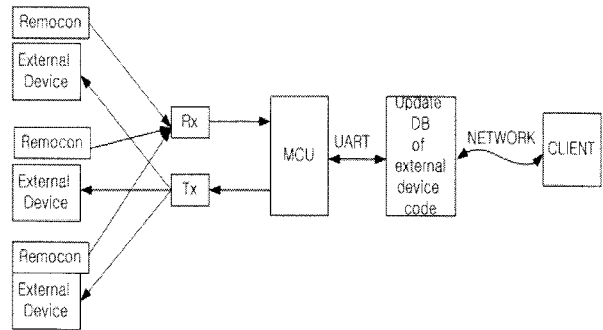 Remocon
External
Device
Remocon
External
Device
Remocon
External
Device
Rx
Tx
MCU
UART
Update
DB
of
external
device
code
NETWORK
CLIENT